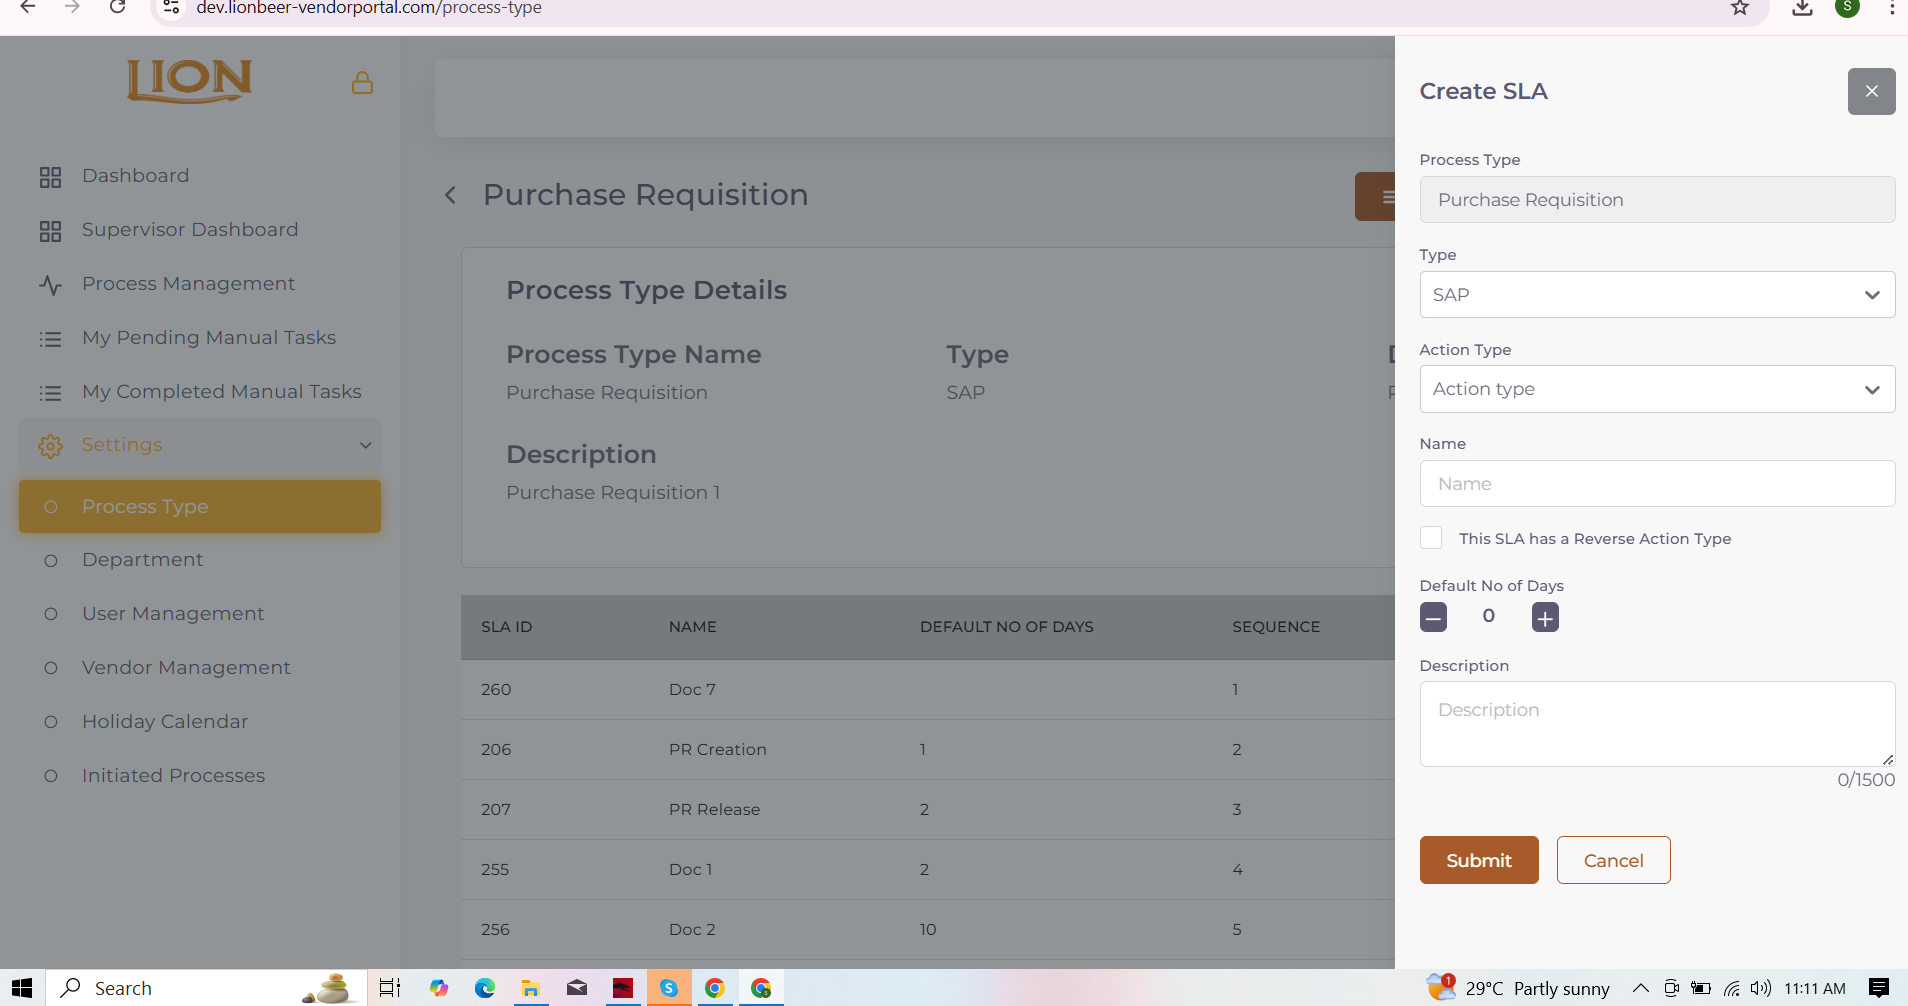 dev.lionbeer-vendorportal.com/process-type
S
LION
Dashboard
Supervisor Dashboard
Process Management
My Pending Manual Tasks
My Completed Manual Tasks
Settings
Process Type
Department
User Management
Vendor Management
Holiday Calendar
Initiated Processes
Purchase Requisition
Process Type Details
Process Type Name Type
Purchase Requisition SAP
Description
Purchase Requisition 1
SLA ID NAME DEFAULT NO OF DAYS SEQUENCE
260 Doc 7 1
206 PR Creation 1 2
207 PR Release 2 3
255 Doc 1 2 4
256 Doc 2 10 5
Create SLA
Process Type
Purchase Requisition
Type
SAP
Action Type
Action type
Name
Name
This SLA has a Reverse Action Type
Default No of Days
0
Description
Description
0/1500
Submit Cancel
Search
1
29°C Partly sunny
11:11 AM